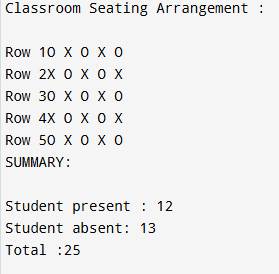 Classroom Seating Arrangement :
Row 1O X O X O
Row 2X O X O X
Row 3O X O X O
Row 4X O X O X
Row 5O X O X O
SUMMARY:
Student present : 12
Student absent: 13
Total :25